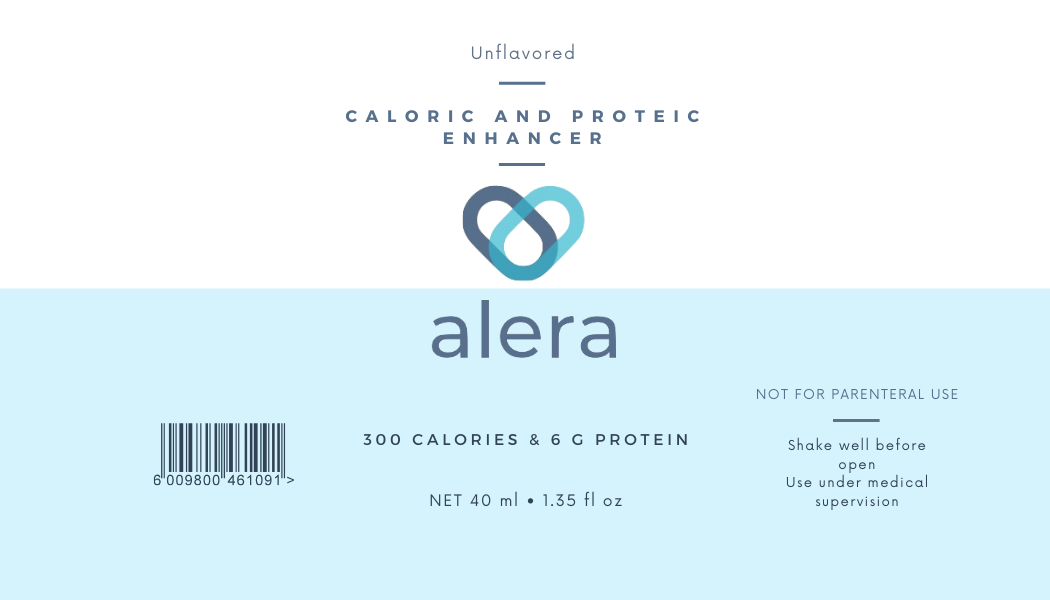 Unflavored
CALORIC AND PROTEIC
ENHANCER
alera
NOT FOR PARENTERAL USE
300 CALORIES & 6 G PROTEIN
Shake well before
open
Use under medical
supervision
6 009800 461091 >
NET 40 ml • 1.35 fl oz